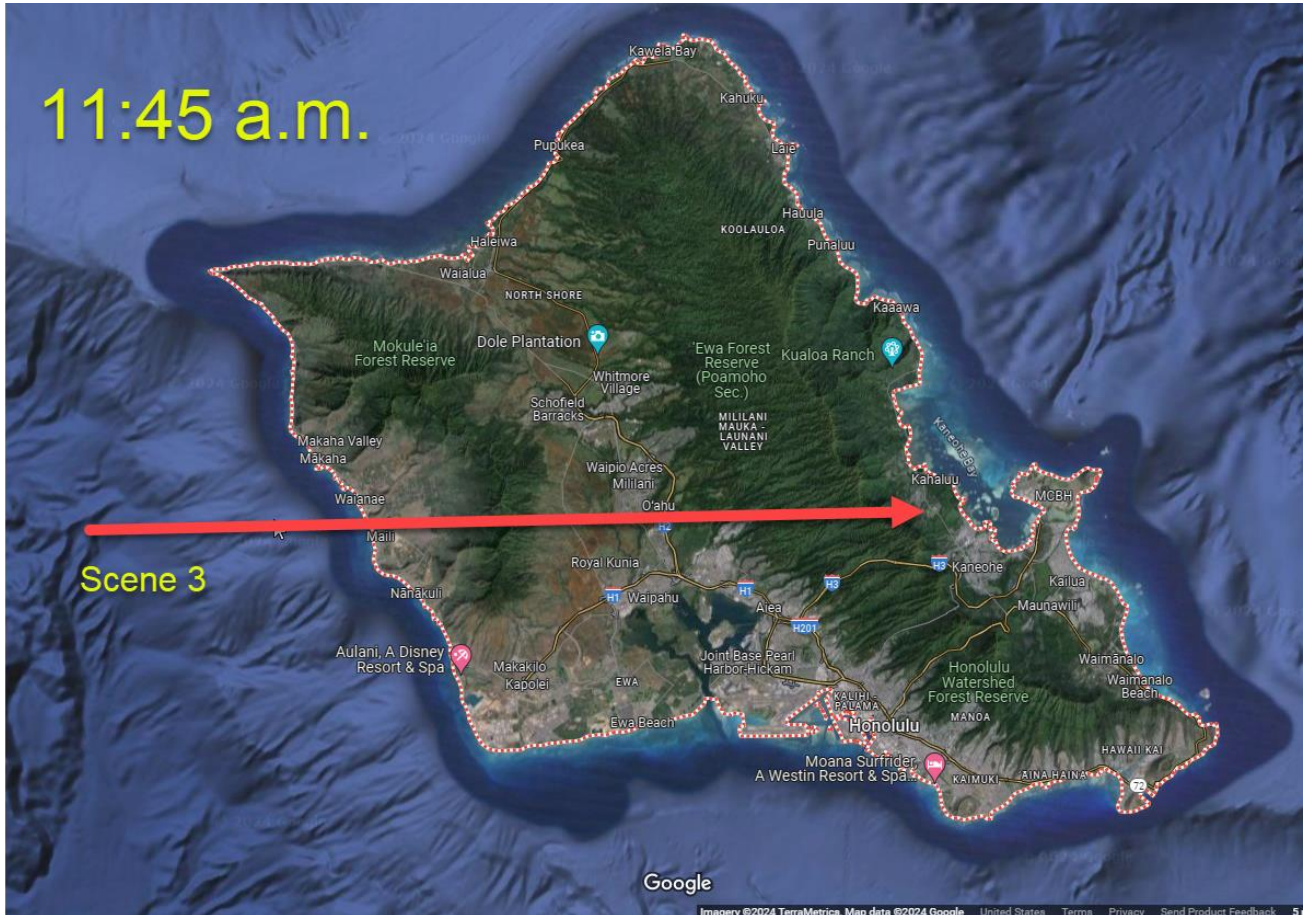 11:45 a.m.
Kawela Bay
Kahuku
Pupukea
Laie
Hauula
KOOLAULOA
Punaluu
Haleiwa
Waialua
NORTH SHORE
Kaaawa
Mokule'ia
Forest Reserve
Dole Plantation
'Ewa Forest
Reserve
(Poamoho
Sec.)
Kualoa Ranch
Whitmore
Village
Schofield
Barracks
MILILANI
MAUKA -
LAUNANI
VALLEY
Kaneohe Bay
Makaha Valley
Mākaha
Waipio Acres
Mililani
Kahaluu
MCBH
Waianae
O'ahu
H2
Maili
Scene 3
Royal Kunia
H3
Kaneohe
Nānākuli
H1
Waipahu
H1
H3
Kailua
Aiea
Maunawili
H201
Aulani, A Disney
Resort & Spa
Makakilo
Kapolei
EWA
Joint Base Pearl
Harbor-Hickam
Honolulu
Watershed
Forest Reserve
Waimānalo
Waimanalo
Beach
KALIHI -
PALAMA
MANOA
Ewa Beach
Honolulu
HAWAII KAI
Moana Surfrider,
A Westin Resort & Spa...
KAIMUKI
AINA HAINA
72
Google
Imagery ©2024 TerraMetrics, Map data ©2024 Google United States Terms Privacy Send Product Feedback 5